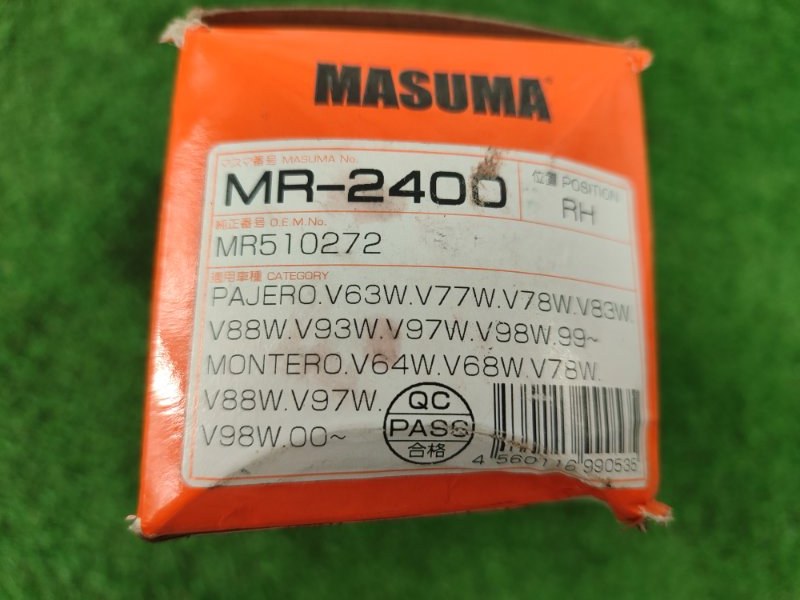 MASUMA
マスマ番号 MASUMA No.
MR-2400
位置 POSITION
RH
純正番号 O.E.M.No.
MR510272
適用車種 CATEGORY
PAJERO.V63W.V77W.V78W.V83W.
V88W.V93W.V97W.V98W.99~
MONTERO.V64W.V68W.V78W.
V88W.V97W.
V98W.00~
QC
PASS
合格
4 560116 990535